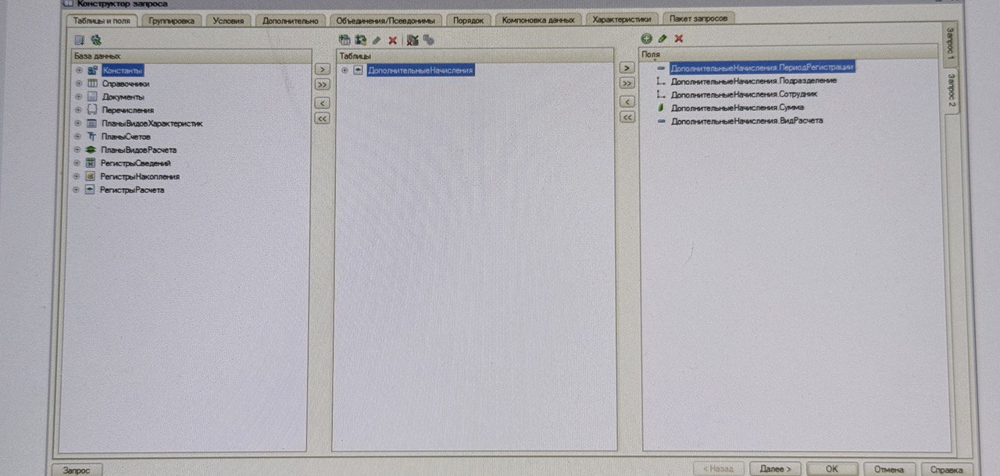 Конструктор запроса
Таблицы и поля Группировка Условия Дополнительно Объединения/Псевдонимы Порядок Компоновка данных Характеристики Пакет запросов
База данных
Константы
Справочники
Документы
Перечисления
ПланыВидовХарактеристик
ПланыСчетов
ПланыВидовРасчета
РегистрыСведений
РегистрыНакопления
РегистрыРасчета
>
>>
<
<<
Таблицы
ДополнительныеНачисления
>
>>
<
<<
Поля
ДополнительныеНачисления.ПериодРегистрации
ДополнительныеНачисления.Подразделение
ДополнительныеНачисления.Сотрудник
ДополнительныеНачисления.Сумма
ДополнительныеНачисления.ВидРасчета
Запрос 1
Запрос 2
Запрос < Назад Далее > OK Отмена Справка